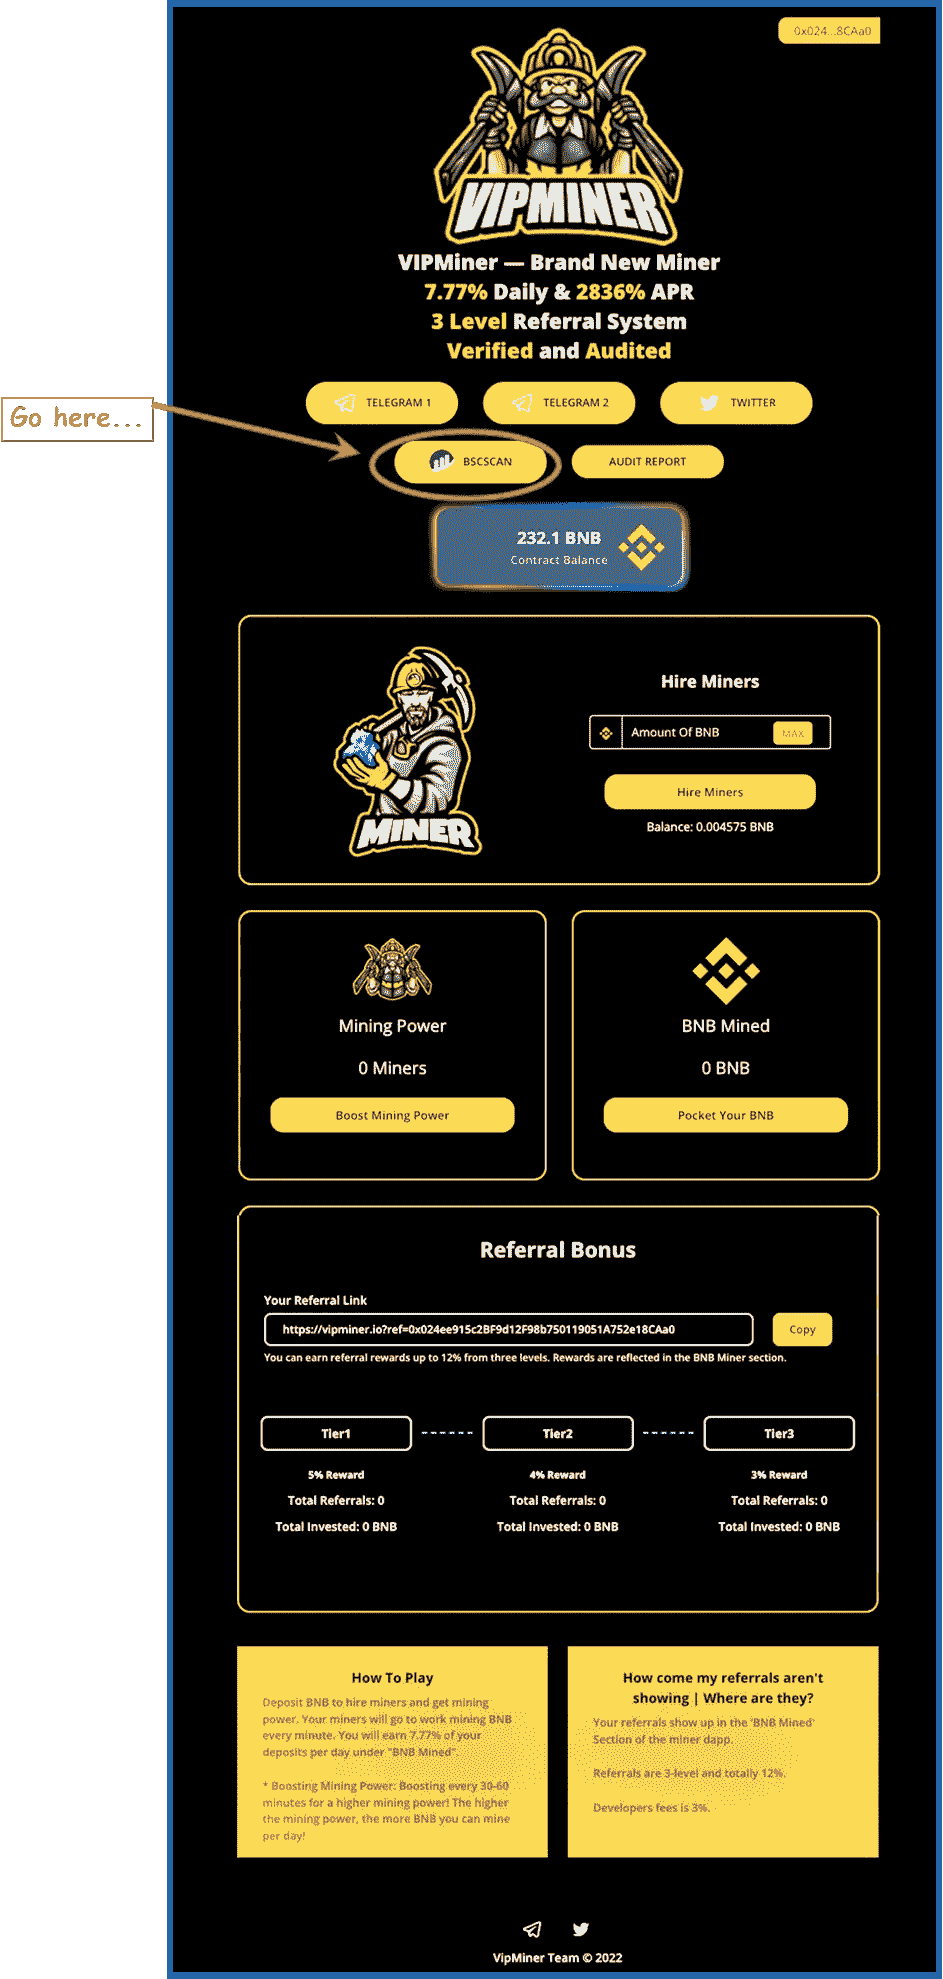 0x024...8CAa0
VIPMINER
VIPMiner — Brand New Miner
7.77% Daily & 2836% APR
3 Level Referral System
Verified and Audited
TELEGRAM 1
TELEGRAM 2
TWITTER
Go here...
BSCSCAN
AUDIT REPORT
232.1 BNB
Contract Balance
MINER
Hire Miners
Amount Of BNB
MAX
Hire Miners
Balance: 0.004575 BNB
Mining Power
0 Miners
Boost Mining Power
BNB Mined
0 BNB
Pocket Your BNB
Referral Bonus
Your Referral Link
https://vipminer.io?ref=0x024ee915c2BF9d12F98b750119051A752e18CAa0
Copy
You can earn referral rewards up to 12% from three levels. Rewards are reflected in the BNB Miner section.
Tier1
Tier2
Tier3
5% Reward
4% Reward
3% Reward
Total Referrals: 0
Total Referrals: 0
Total Referrals: 0
Total Invested: 0 BNB
Total Invested: 0 BNB
Total Invested: 0 BNB
How To Play
Deposit BNB to hire miners and get mining
power. Your miners will go to work mining BNB
every minute. You will earn 7.77% of your
deposits per day under "BNB Mined".
* Boosting Mining Power: Boosting every 30-60
minutes for a higher mining power! The higher
the mining power, the more BNB you can mine
per day!
How come my referrals aren't
showing | Where are they?
Your referrals show up in the 'BNB Mined'
Section of the miner dapp.
Referrals are 3-level and totally 12%.
Developers fees is 3%.
VipMiner Team © 2022